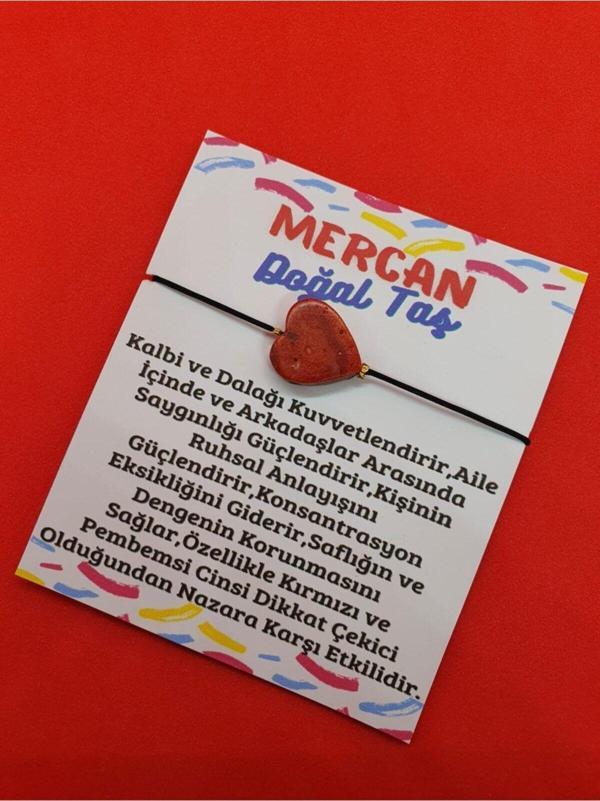 MERCAN
Doğal Taş
Kalbi ve Dalağı Kuvvetlendirir,Aile
İçinde ve Arkadaşlar Arasında
Saygınlığı Güçlendirir,Kişinin
Ruhsal Anlayışını
Güçlendirir,Konsantrasyon
Eksikliğini Giderir,Saflığın ve
Dengenin Korunmasını
Sağlar,Özellikle Kırmızı ve
Pembemsi Cinsi Dikkat Çekici
Olduğundan Nazara Karşı Etkilidir.